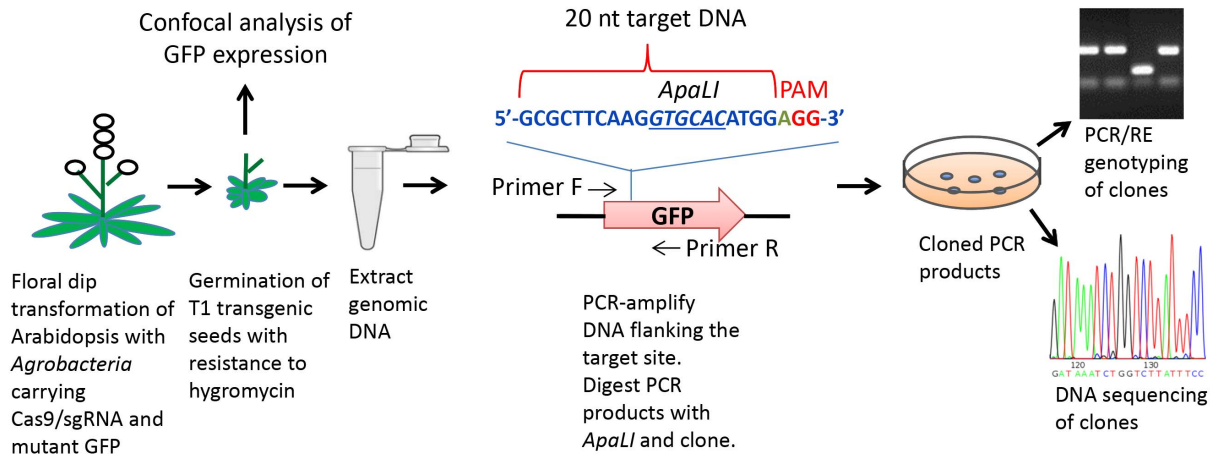 Confocal analysis of
GFP expression
Floral dip
transformation of
Arabidopsis with
Agrobacteria
carrying
Cas9/sgRNA and
mutant GFP
Germination of
T1 transgenic
seeds with
resistance to
hygromycin
Extract
genomic
DNA
20 nt target DNA
ApaLI PAM
5’-GCGCTTCAAGGTGCACATGGAGG-3’
Primer F
GFP
Primer R
PCR-amplify
DNA flanking the
target site.
Digest PCR
products with
ApaLI and clone.
Cloned PCR
products
PCR/RE
genotyping
of clones
120 130
GATAAATCTGGTCTTATTTCC
DNA sequencing
of clones